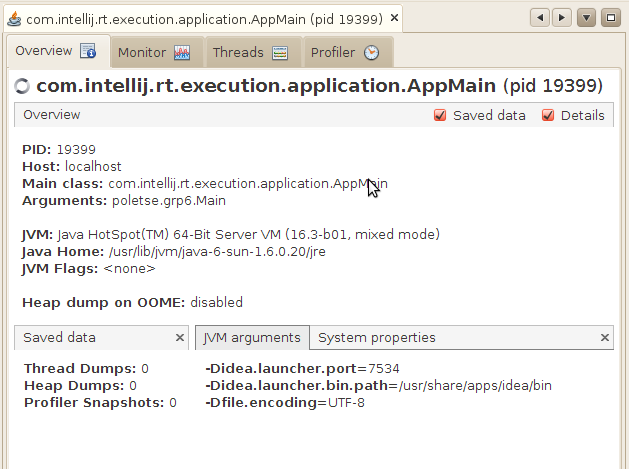 com.intellij.rt.execution.application.AppMain (pid 19399)
Overview Monitor Threads Profiler
com.intellij.rt.execution.application.AppMain (pid 19399)
Overview Saved data Details
PID: 19399
Host: localhost
Main class: com.intellij.rt.execution.application.AppMain
Arguments: poletse.grp6.Main
JVM: Java HotSpot(TM) 64-Bit Server VM (16.3-b01, mixed mode)
Java Home: /usr/lib/jvm/java-6-sun-1.6.0.20/jre
JVM Flags: <none>
Heap dump on OOME: disabled
Saved data JVM arguments System properties
Thread Dumps: 0 -Didea.launcher.port=7534
Heap Dumps: 0 -Didea.launcher.bin.path=/usr/share/apps/idea/bin
Profiler Snapshots: 0 -Dfile.encoding=UTF-8